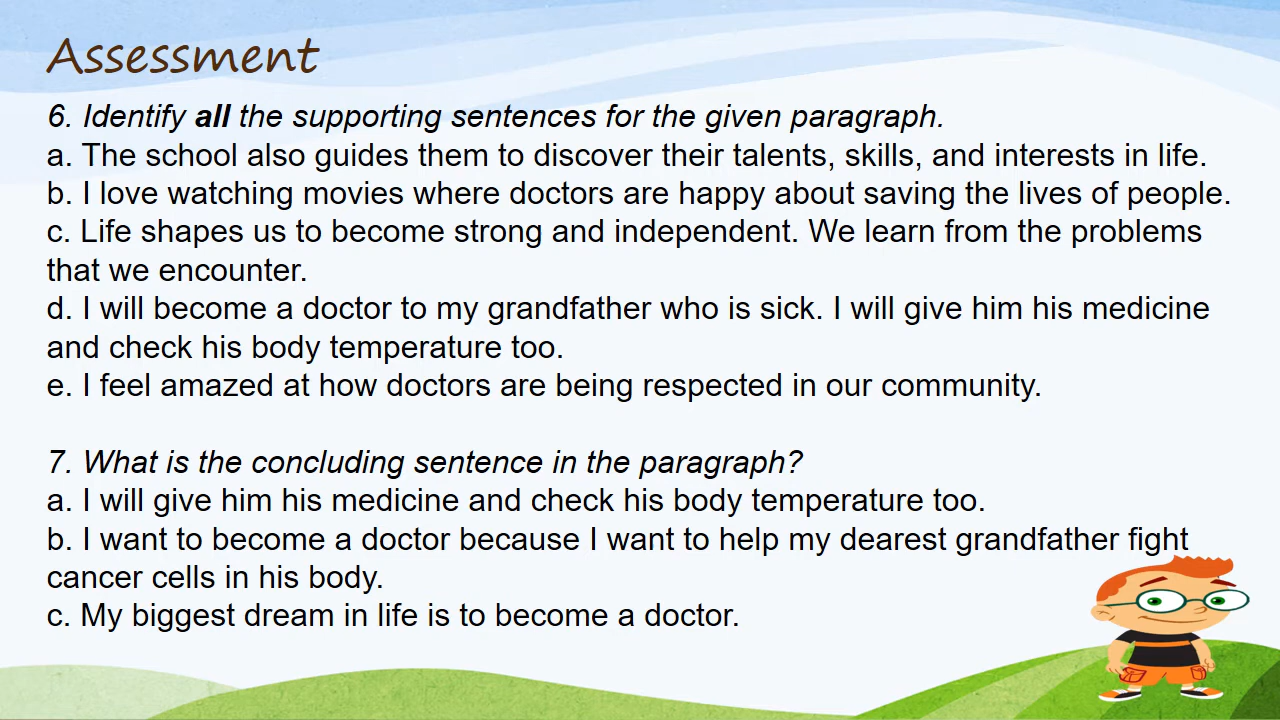 Assessment
6. Identify all the supporting sentences for the given paragraph.
a. The school also guides them to discover their talents, skills, and interests in life.
b. I love watching movies where doctors are happy about saving the lives of people.
c. Life shapes us to become strong and independent. We learn from the problems
that we encounter.
d. I will become a doctor to my grandfather who is sick. I will give him his medicine
and check his body temperature too.
e. I feel amazed at how doctors are being respected in our community.
7. What is the concluding sentence in the paragraph?
a. I will give him his medicine and check his body temperature too.
b. I want to become a doctor because I want to help my dearest grandfather fight
cancer cells in his body.
c. My biggest dream in life is to become a doctor.